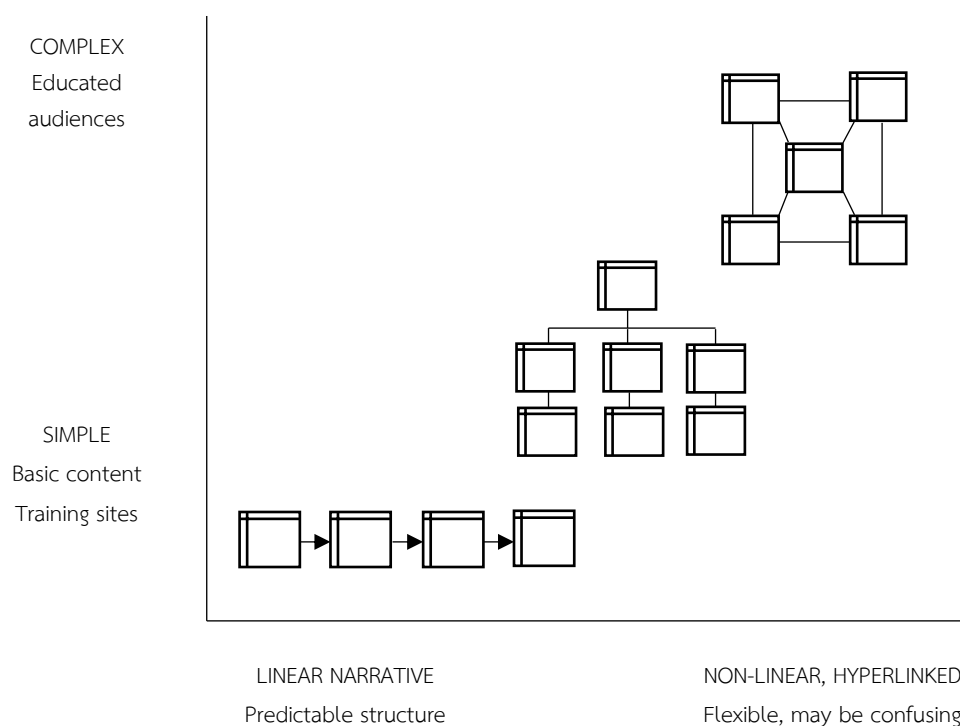 COMPLEX
Educated
audiences
SIMPLE
Basic content
Training sites
LINEAR NARRATIVE
Predictable structure
NON-LINEAR, HYPERLINKED
Flexible, may be confusing